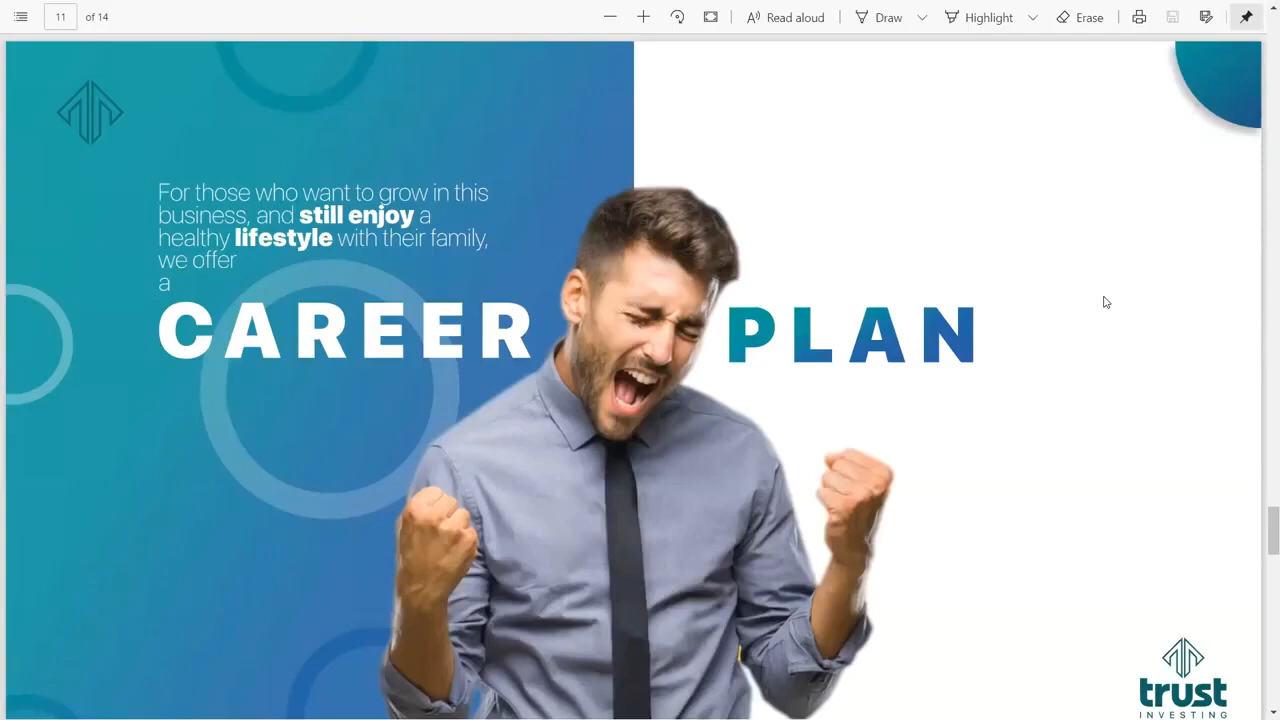 11 of 14 Read aloud Draw Highlight Erase
For those who want to grow in this
business, and still enjoy a
healthy lifestyle with their family,
we offer
a
CAREER PLAN
trust
INVESTING